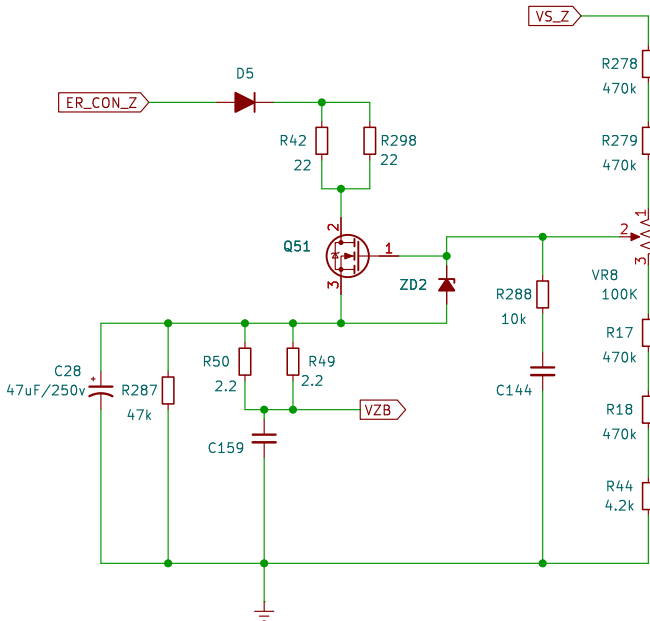 VS_Z
R278
470k
D5
ER_CON_Z
R42
22
R298
22
R279
470k
2
Q51
1
3
1
2
3
ZD2
VR8
100K
R288
10k
R50
2.2
R49
2.2
R17
470k
C28
+
47uF/250v
R287
47k
C144
VZB
R18
470k
C159
R44
4.2k